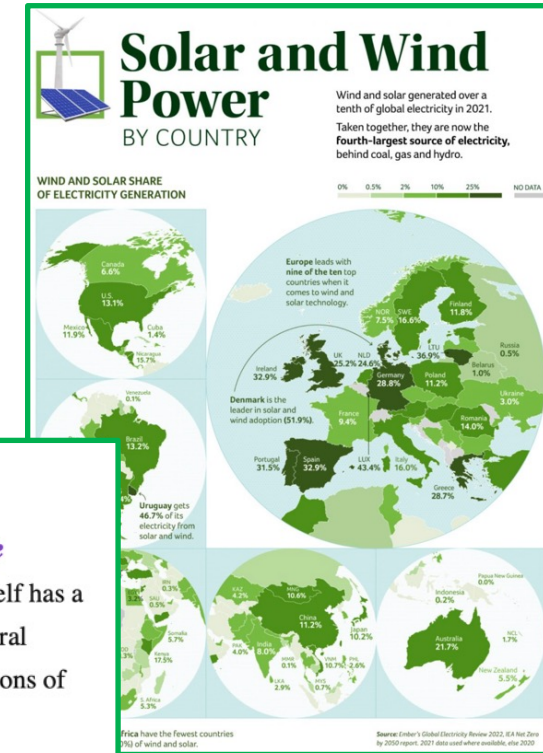 Solar and Wind
Power
BY COUNTRY
Wind and solar generated over a
tenth of global electricity in 2021.
Taken together, they are now the
fourth-largest source of electricity,
behind coal, gas and hydro.
WIND AND SOLAR SHARE
OF ELECTRICITY GENERATION
0% 0.5% 2% 10% 25% NO DATA
Canada
6.6%
U.S.
13.1%
Mexico
11.9%
Cuba
1.4%
Nicaragua
15.7%
Europe leads with
nine of the ten top
countries when it
comes to wind and
solar technology.
NOR
7.5%
SWE
16.6%
Finland
11.8%
Russia
0.5%
LTU
36.9%
Belarus
1.0%
UK
25.2%
NLD
24.6%
Ireland
32.9%
Germany
28.8%
Poland
11.2%
Ukraine
3.0%
Denmark is the
leader in solar and
wind adoption (51.9%).
France
9.4%
Romania
14.0%
Portugal
31.5%
Spain
32.9%
LUX
43.4%
Italy
16.0%
Greece
28.7%
Venezuela
0.1%
Brazil
13.2%
Uruguay gets
46.7% of its
electricity from
solar and wind.
elf has a
ral
ons of
IRN
0.3%
3.2%
SAU
0.5%
Somalia
5.7%
Kenya
17.5%
S. Africa
5.3%
KAZ
4.2%
MNG
10.6%
China
11.2%
Japan
10.2%
PAK
4.0%
India
8.0%
MMR
0.1%
VNM
10.7%
PHL
2.6%
LKA
2.9%
MYS
0.7%
Papua New Guinea
0.0%
Indonesia
0.2%
Australia
21.7%
NCL
1.7%
New Zealand
5.5%
frica have the fewest countries
0%) of wind and solar.
Source: Ember's Global Electricity Review 2022, IEA Net Zero
by 2050 report. 2021 data used where available, else 2020